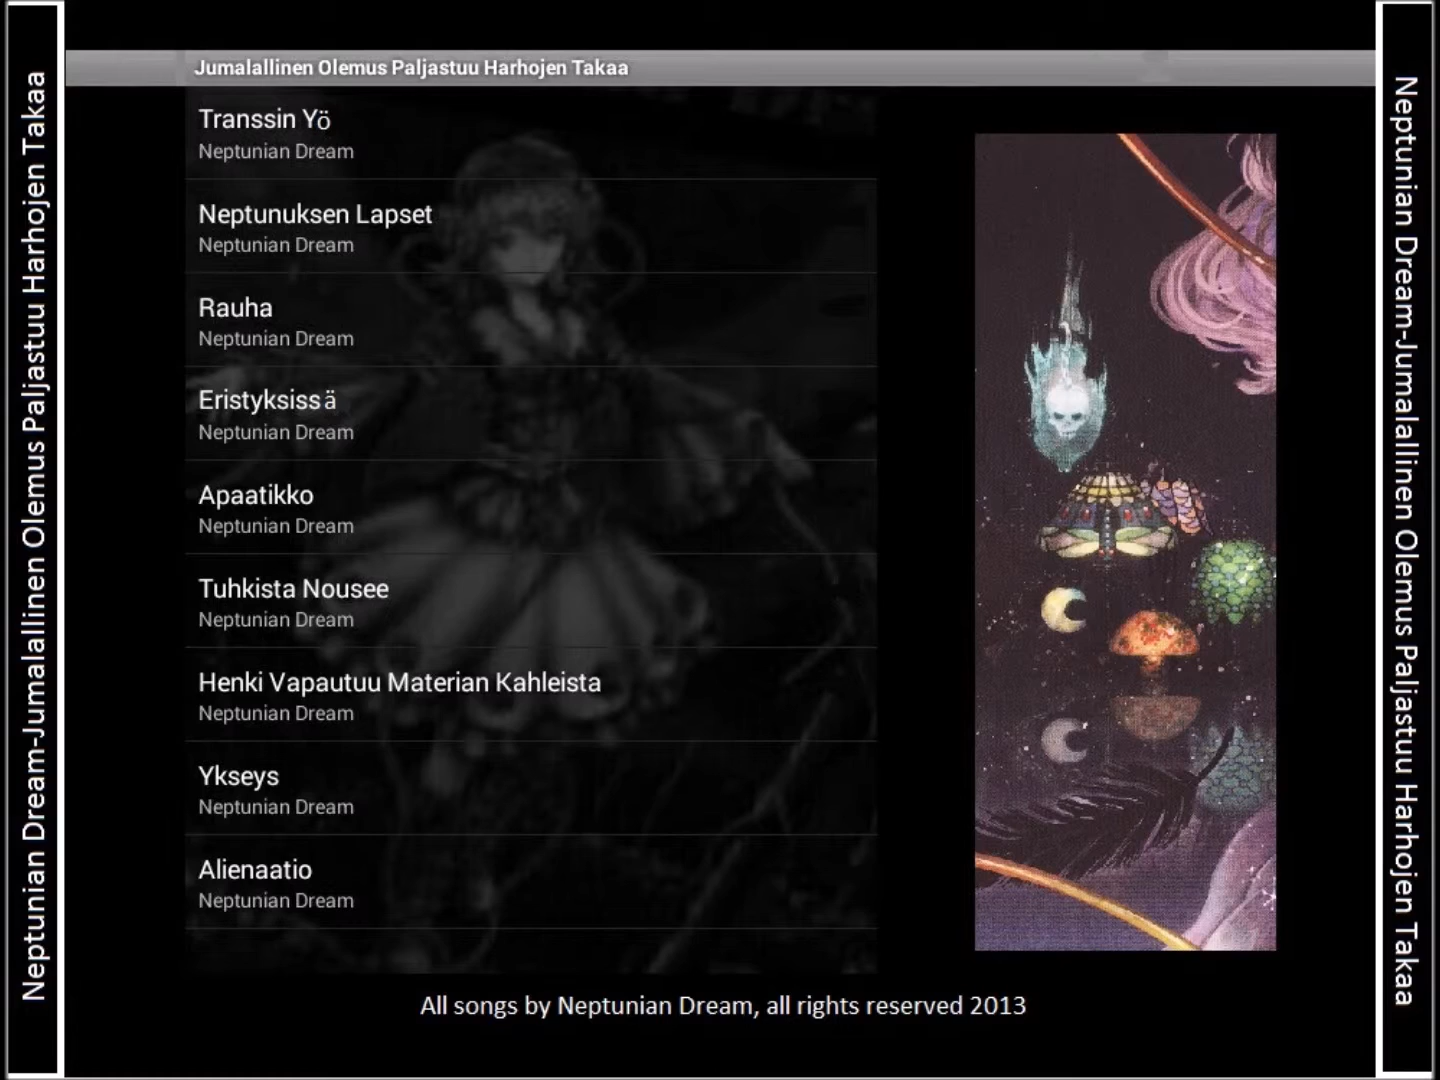 Neptunian Dream-Jumalallinen Olemus Paljastuu Harhojen Takaa
Jumalallinen Olemus Paljastuu Harhojen Takaa
Transsin Yö
Neptunian Dream
Neptunuksen Lapset
Neptunian Dream
Rauha
Neptunian Dream
Eristyksissä
Neptunian Dream
Apaatikko
Neptunian Dream
Tuhkista Nousee
Neptunian Dream
Henki Vapautuu Materian Kahleista
Neptunian Dream
Ykseys
Neptunian Dream
Alienaatio
Neptunian Dream
All songs by Neptunian Dream, all rights reserved 2013
Neptunian Dream-Jumalallinen Olemus Paljastuu Harhojen Takaa